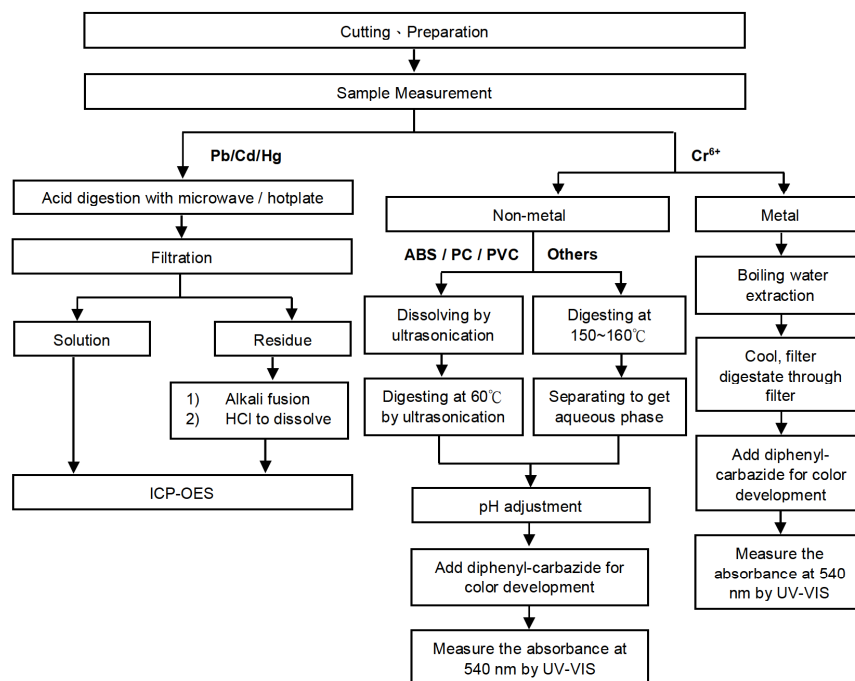 Cutting、Preparation
Sample Measurement
Pb/Cd/Hg
Cr6+
Acid digestion with microwave / hotplate
Filtration
Solution
Residue
1) Alkali fusion
2) HCl to dissolve
ICP-OES
Non-metal
ABS / PC / PVC
Others
Dissolving by
ultrasonication
Digesting at
150~160℃
Digesting at 60℃
by ultrasonication
Separating to get
aqueous phase
pH adjustment
Add diphenyl-carbazide for
color development
Measure the absorbance at
540 nm by UV-VIS
Metal
Boiling water
extraction
Cool, filter
digestate through
filter
Add diphenyl-
carbazide for color
development
Measure the
absorbance at 540
nm by UV-VIS